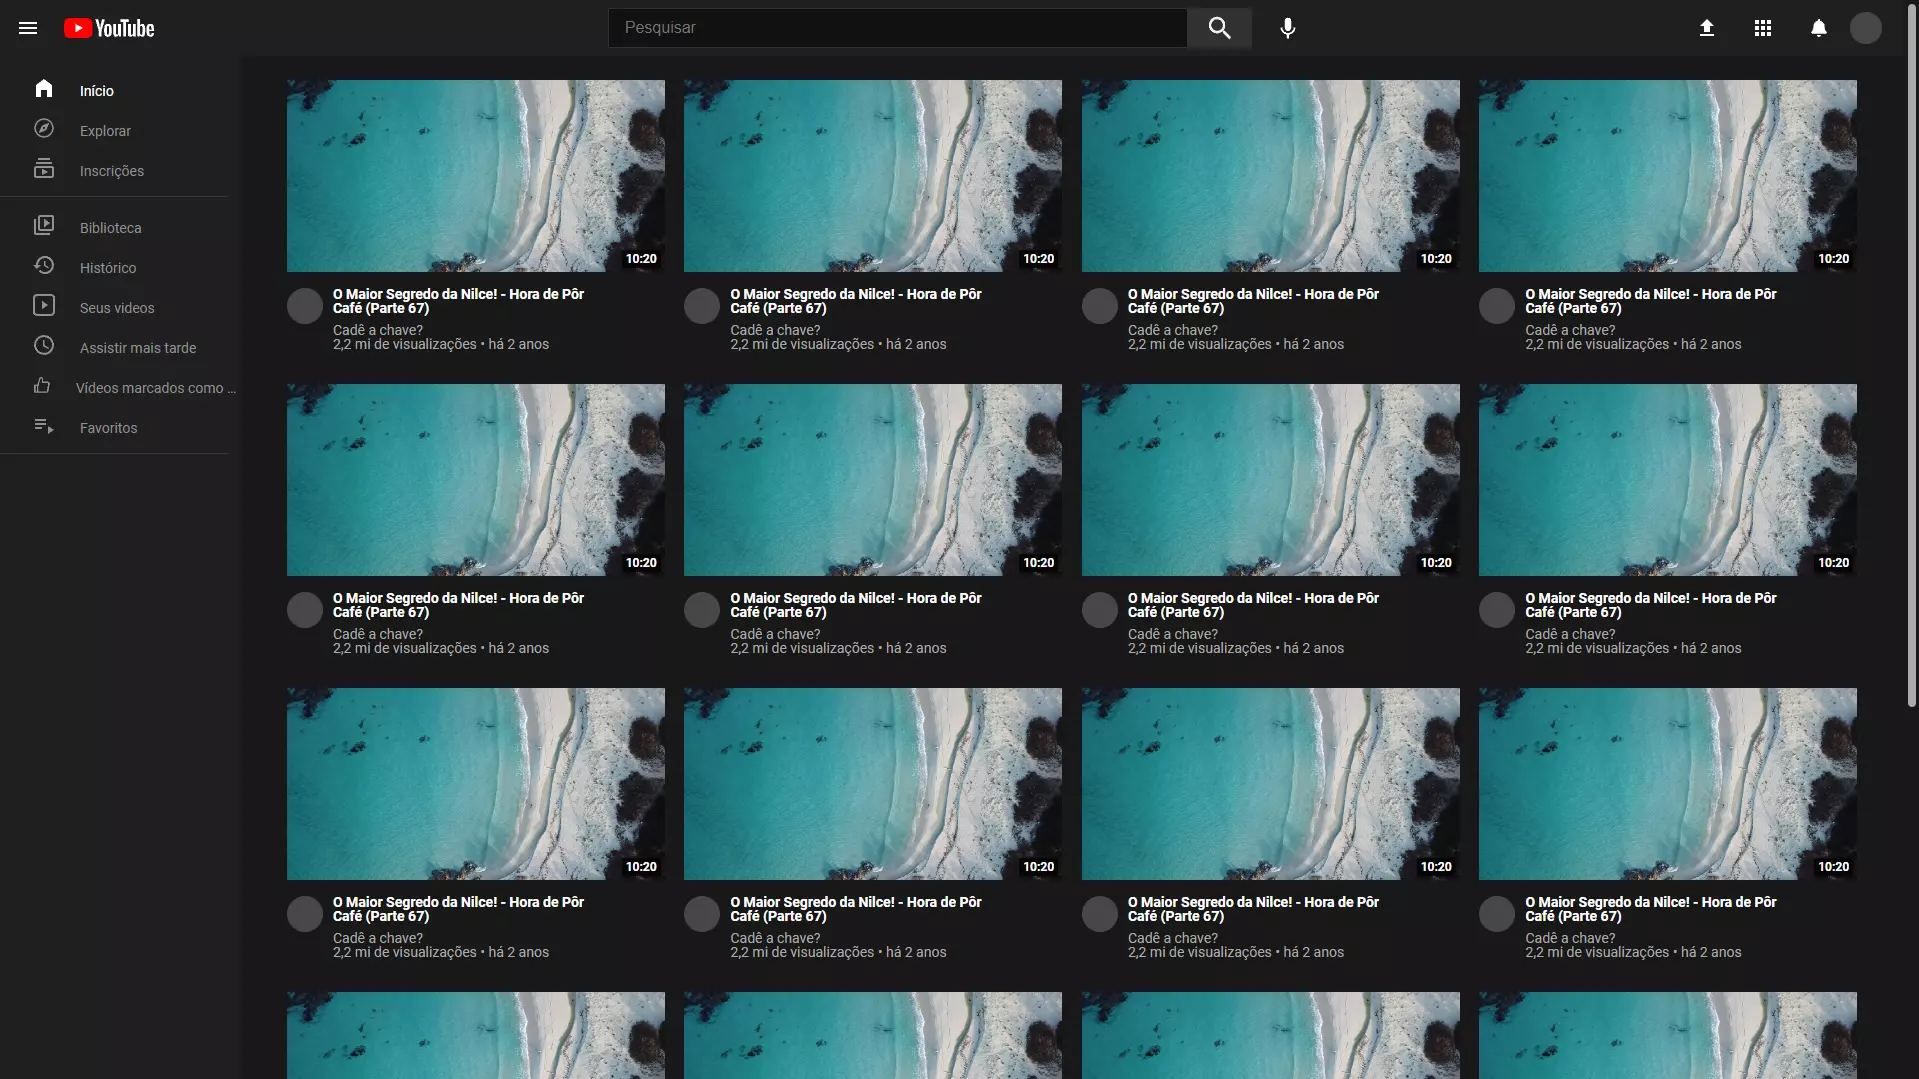 YouTube
Pesquisar
Início
Explorar
Inscrições
Biblioteca
Histórico
Seus videos
Assistir mais tarde
Vídeos marcados como ...
Favoritos
10:20
10:20
10:20
10:20
O Maior Segredo da Nilce! - Hora de Pôr
Café (Parte 67)
Cadê a chave?
2,2 mi de visualizações • há 2 anos
O Maior Segredo da Nilce! - Hora de Pôr
Café (Parte 67)
Cadê a chave?
2,2 mi de visualizações • há 2 anos
O Maior Segredo da Nilce! - Hora de Pôr
Café (Parte 67)
Cadê a chave?
2,2 mi de visualizações • há 2 anos
O Maior Segredo da Nilce! - Hora de Pôr
Café (Parte 67)
Cadê a chave?
2,2 mi de visualizações • há 2 anos
10:20
10:20
10:20
10:20
O Maior Segredo da Nilce! - Hora de Pôr
Café (Parte 67)
Cadê a chave?
2,2 mi de visualizações • há 2 anos
O Maior Segredo da Nilce! - Hora de Pôr
Café (Parte 67)
Cadê a chave?
2,2 mi de visualizações • há 2 anos
O Maior Segredo da Nilce! - Hora de Pôr
Café (Parte 67)
Cadê a chave?
2,2 mi de visualizações • há 2 anos
O Maior Segredo da Nilce! - Hora de Pôr
Café (Parte 67)
Cadê a chave?
2,2 mi de visualizações • há 2 anos
10:20
10:20
10:20
10:20
O Maior Segredo da Nilce! - Hora de Pôr
Café (Parte 67)
Cadê a chave?
2,2 mi de visualizações • há 2 anos
O Maior Segredo da Nilce! - Hora de Pôr
Café (Parte 67)
Cadê a chave?
2,2 mi de visualizações • há 2 anos
O Maior Segredo da Nilce! - Hora de Pôr
Café (Parte 67)
Cadê a chave?
2,2 mi de visualizações • há 2 anos
O Maior Segredo da Nilce! - Hora de Pôr
Café (Parte 67)
Cadê a chave?
2,2 mi de visualizações • há 2 anos